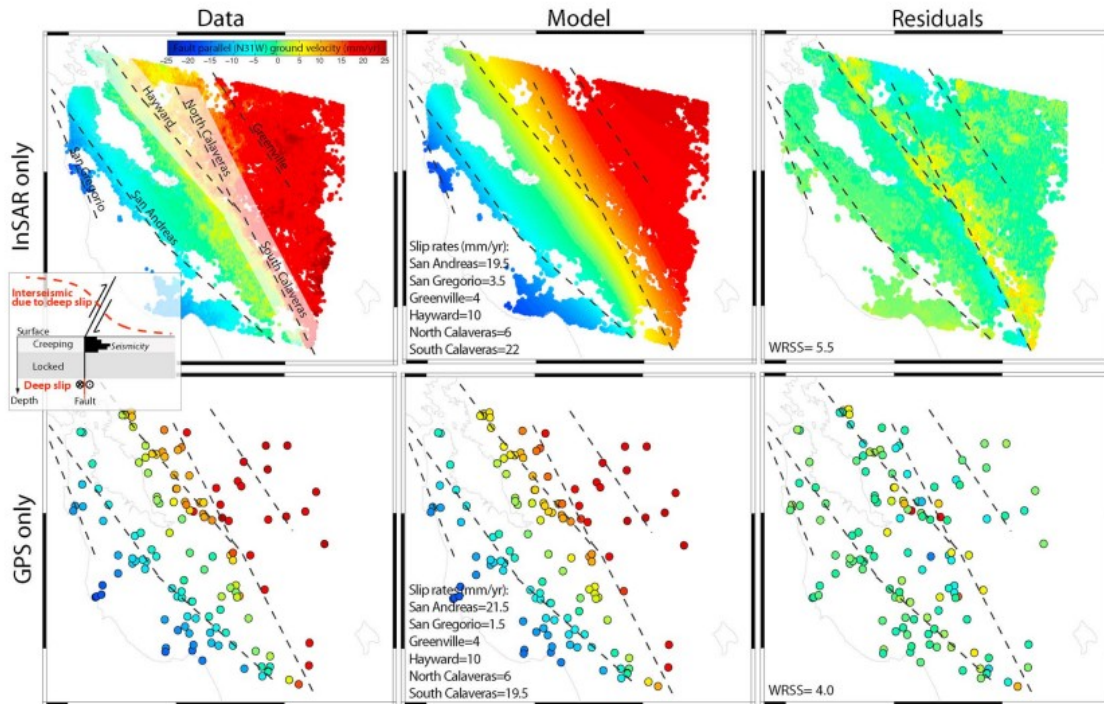 Data
Model
Residuals
InSAR only
Fault parallel (N31W) ground velocity (mm/yr)
-25 -20 -15 -10 -5 0 5 10 15 20 25
Hayward
North Calaveras
Greenville
San Gregorio
San Andreas
South Calaveras
Slip rates (mm/yr):
San Andreas=19.5
San Gregorio=3.5
Greenville=4
Hayward=10
North Calaveras=6
South Calaveras=22
WRSS= 5.5
Interseismic
due to deep slip
Surface
Creeping
Seismicity
Locked
Deep slip
Depth
Fault
GPS only
Slip rates(mm/yr):
San Andreas=21.5
San Gregorio=1.5
Greenville=4
Hayward=10
North Calaveras=6
South Calaveras=19.5
WRSS= 4.0